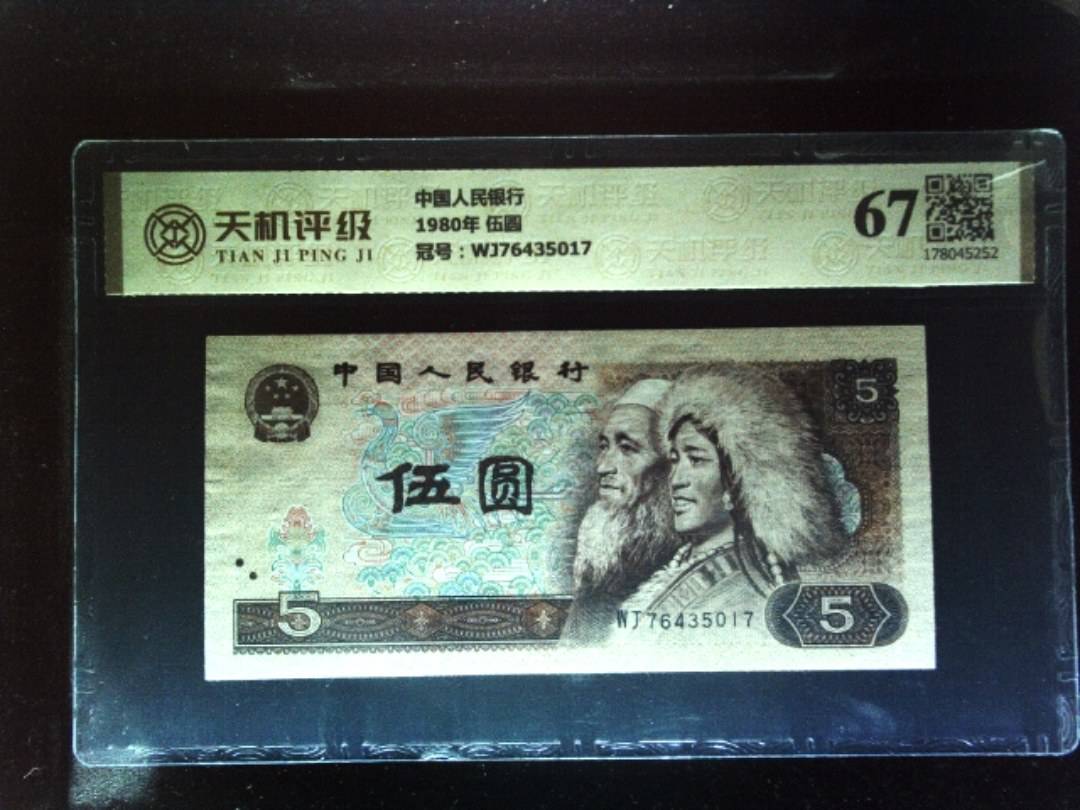 天机评级
TIAN JI PING JI
中国人民银行
1980年 伍圆
冠号：WJ76435017
67
178045252
中国人民银行
5
伍圆
5
WJ76435017
5